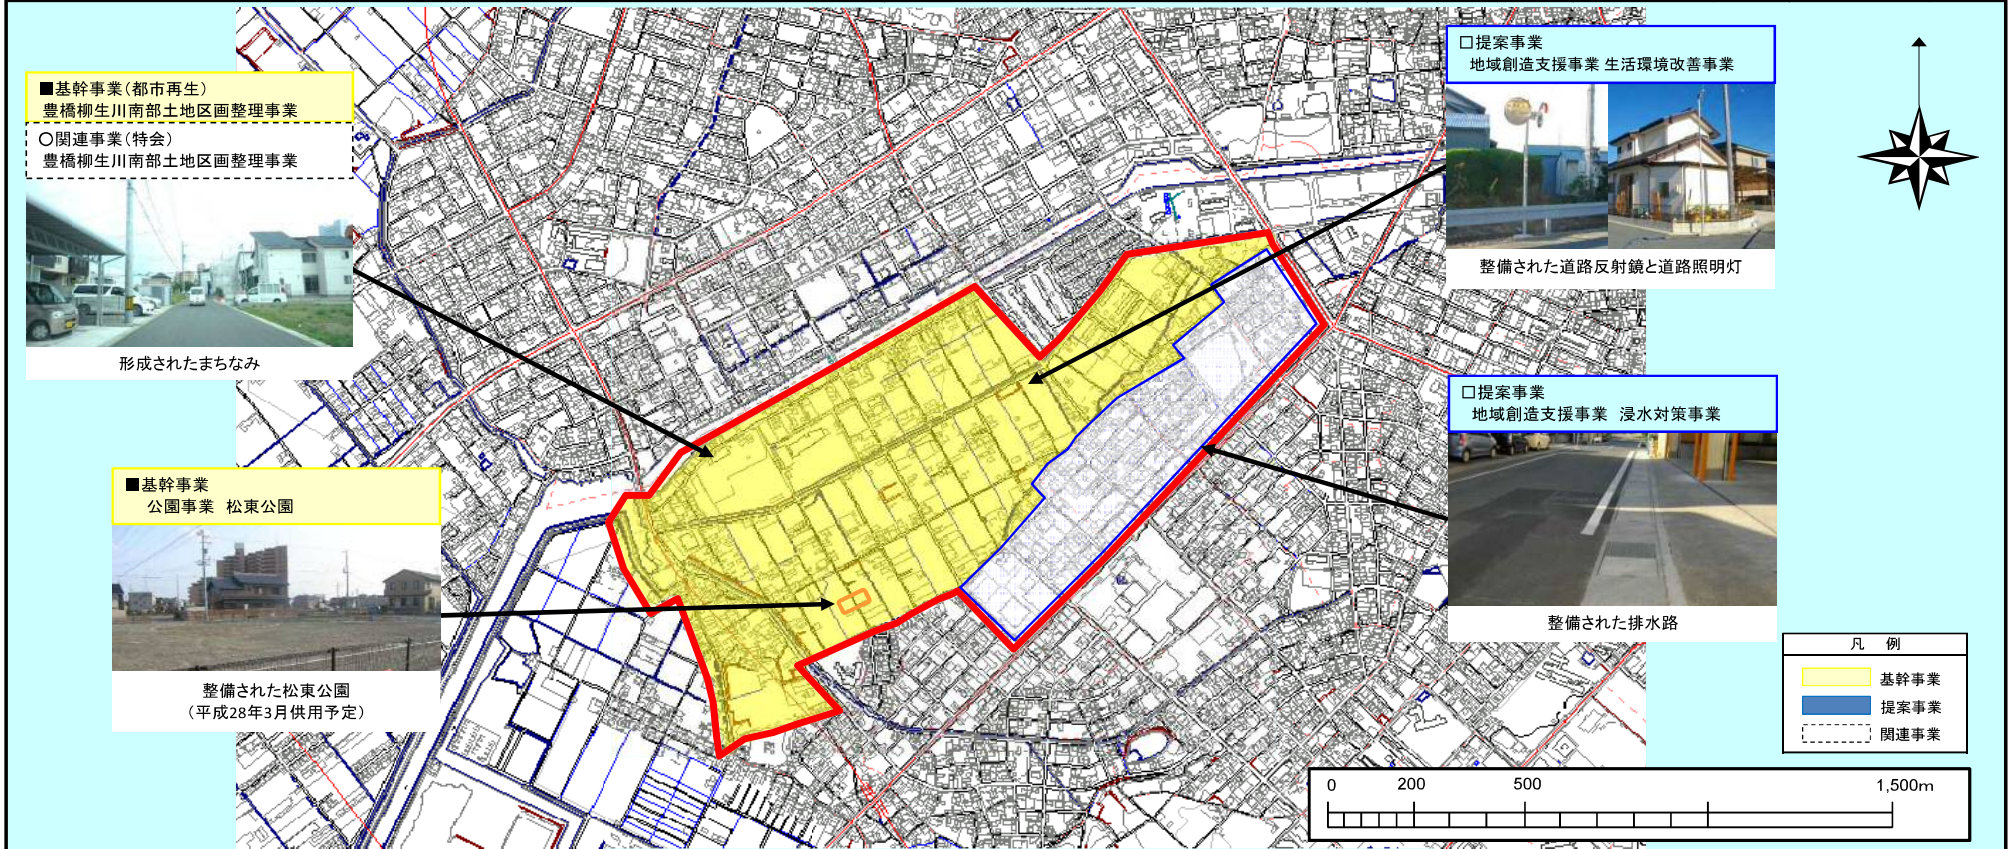 ■基幹事業(都市再生)
豊橋柳生川南部土地区画整理事業
○関連事業(特会)
豊橋柳生川南部土地区画整理事業
形成されたまちなみ
■基幹事業
公園事業 松東公園
整備された松東公園
(平成28年3月供用予定)
□提案事業
地域創造支援事業 生活環境改善事業
整備された道路反射鏡と道路照明灯
□提案事業
地域創造支援事業 浸水対策事業
整備された排水路
凡 例
基幹事業
提案事業
関連事業
0 200 500 1,500m